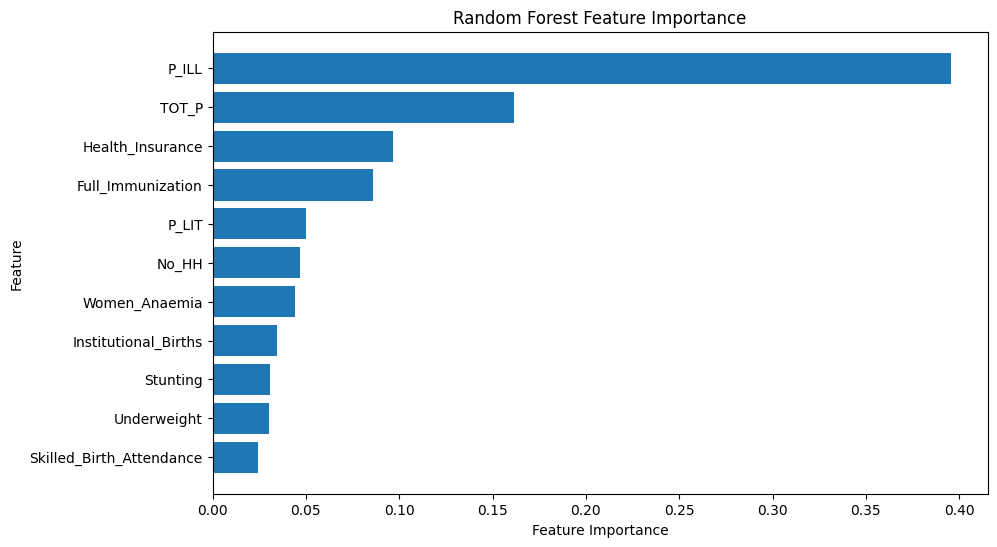 Random Forest Feature Importance
Feature
P_ILL
TOT_P
Health_Insurance
Full_Immunization
P_LIT
No_HH
Women_Anaemia
Institutional_Births
Stunting
Underweight
Skilled_Birth_Attendance
0.00 0.05 0.10 0.15 0.20 0.25 0.30 0.35 0.40
Feature Importance